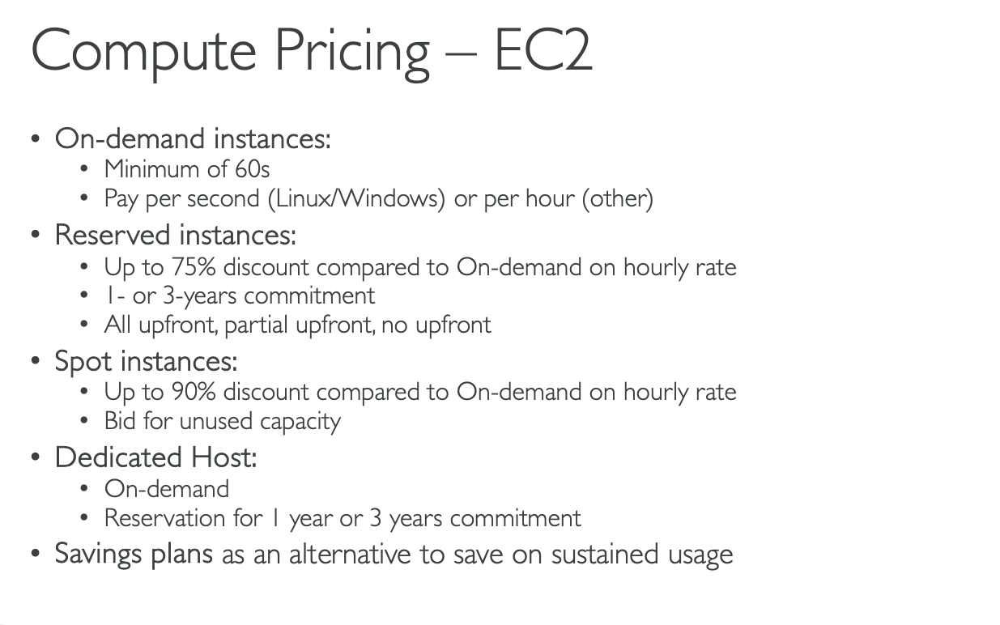 Compute Pricing – EC2
• On-demand instances:
• Minimum of 60s
• Pay per second (Linux/Windows) or per hour (other)
• Reserved instances:
• Up to 75% discount compared to On-demand on hourly rate
• 1- or 3-years commitment
• All upfront, partial upfront, no upfront
• Spot instances:
• Up to 90% discount compared to On-demand on hourly rate
• Bid for unused capacity
• Dedicated Host:
• On-demand
• Reservation for 1 year or 3 years commitment
• Savings plans as an alternative to save on sustained usage